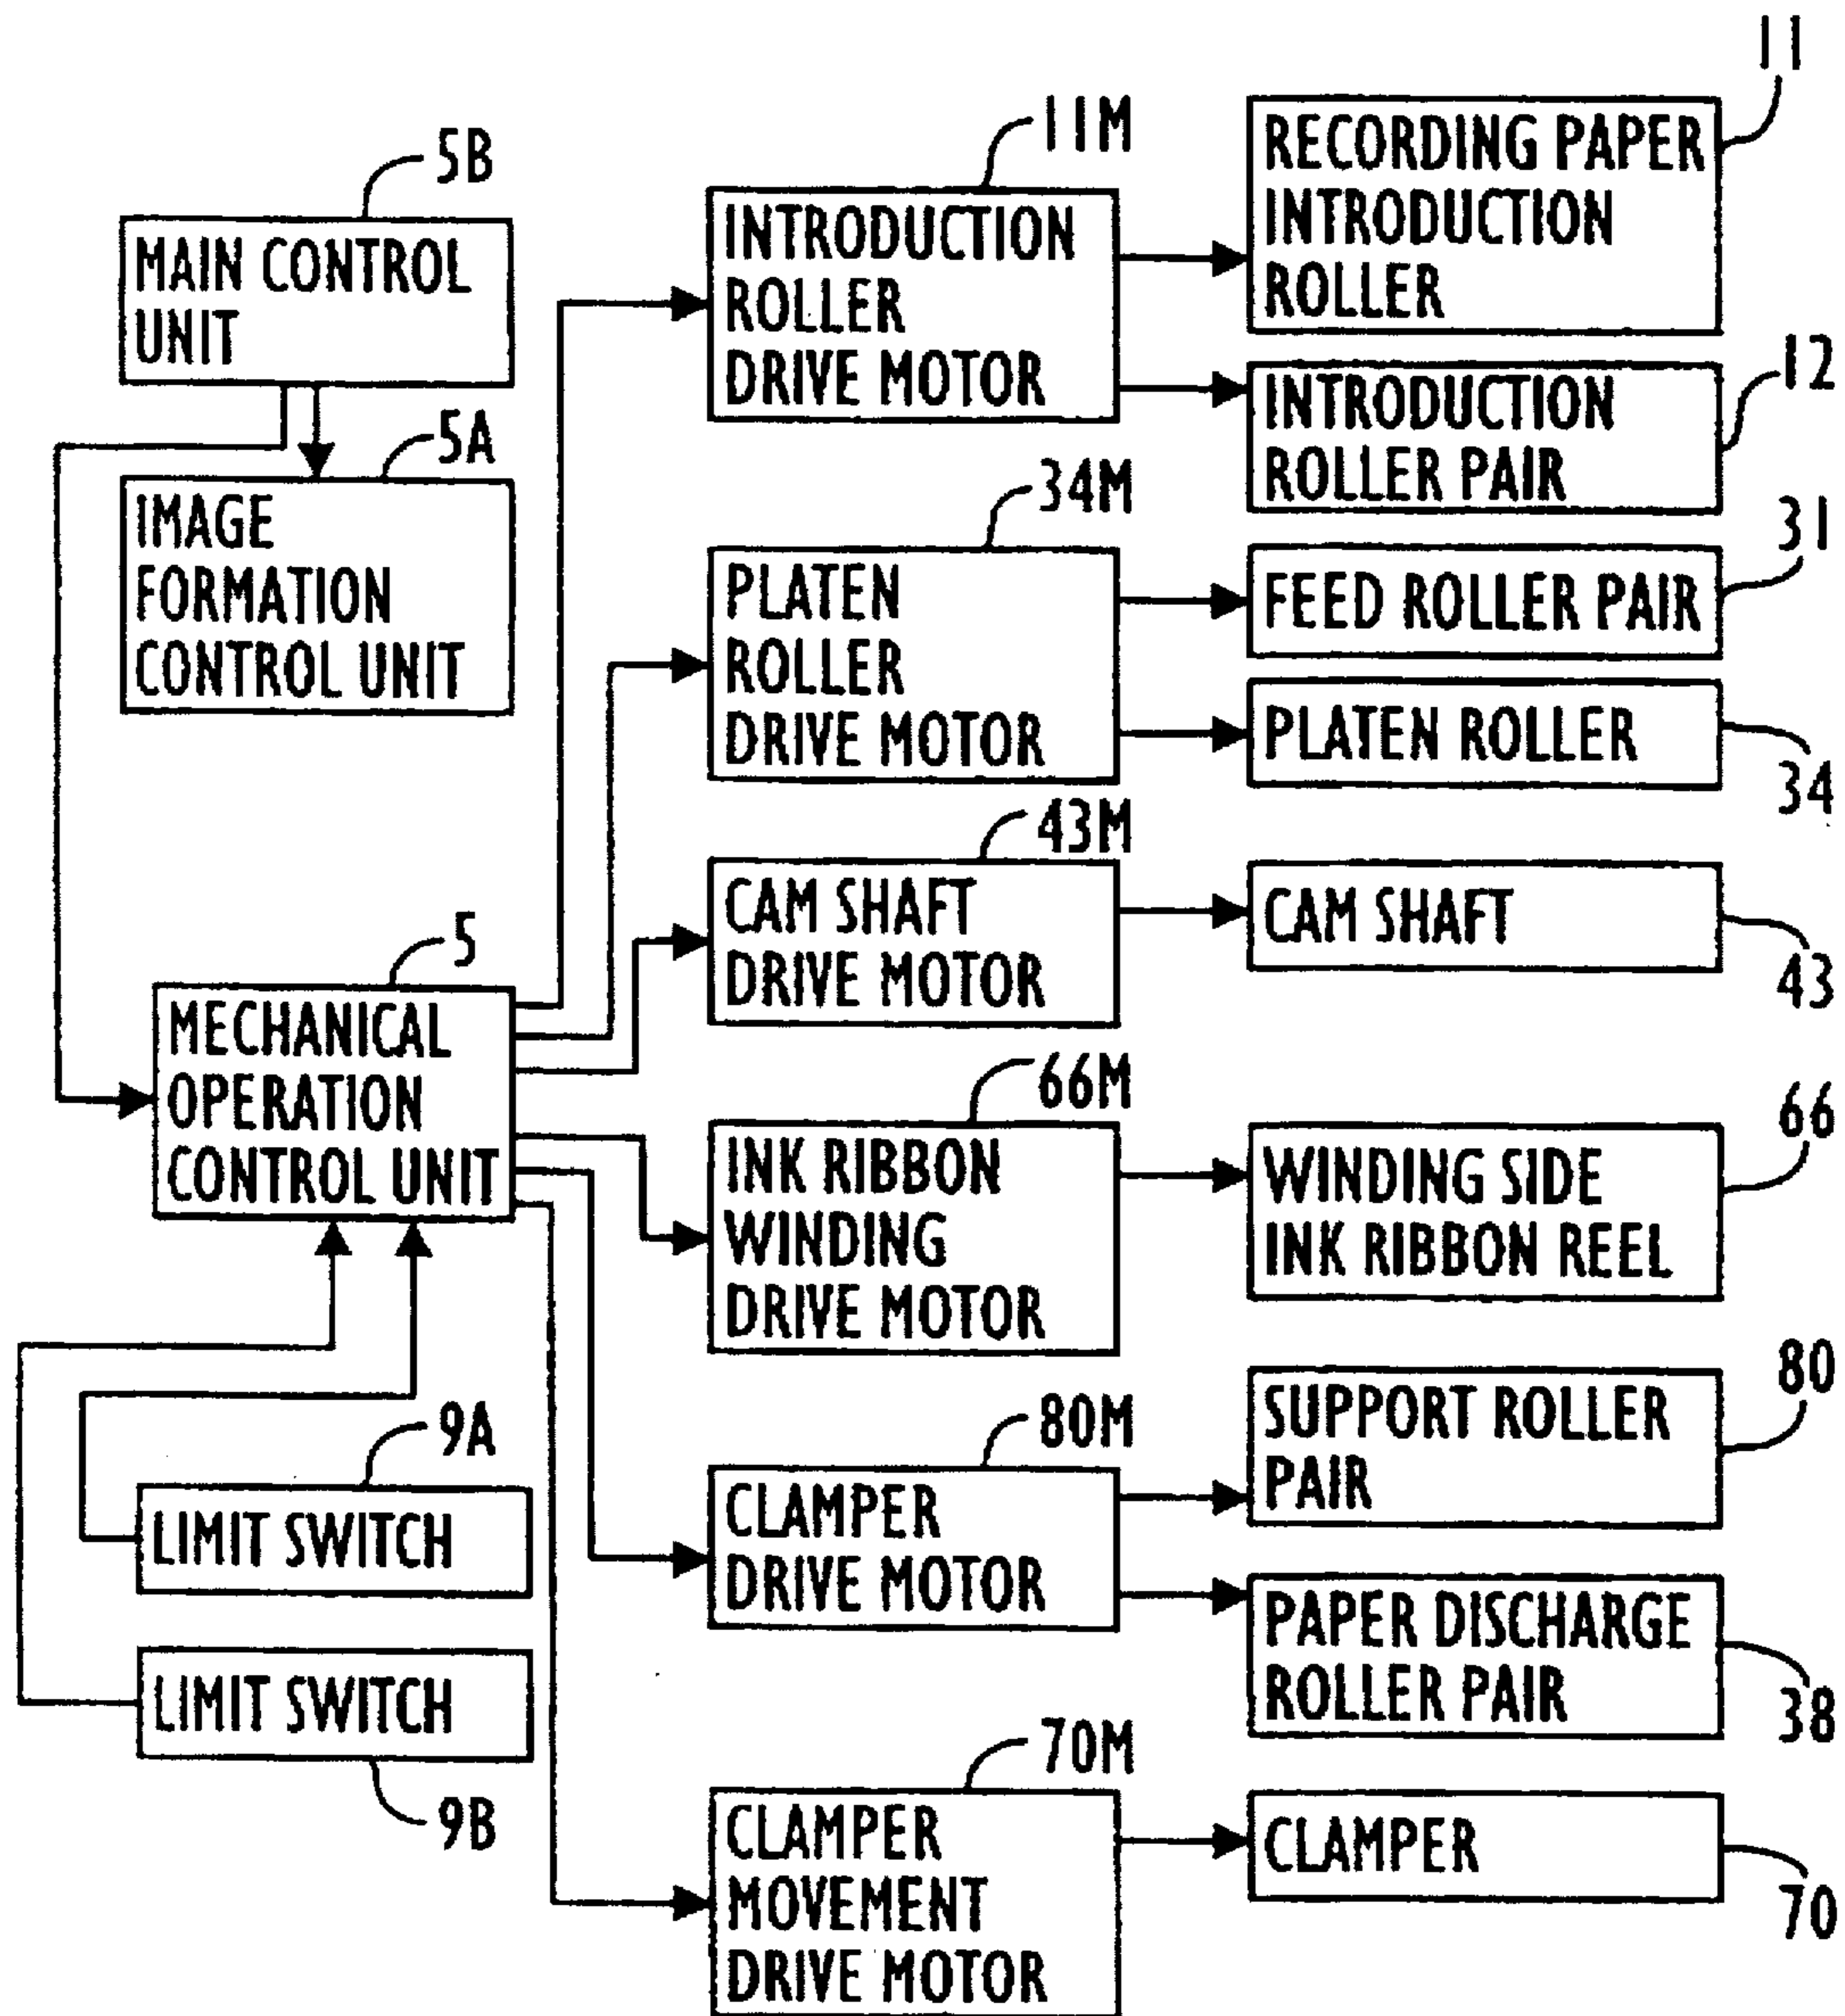 5B
MAIN CONTROL
UNIT
5A
IMAGE
FORMATION
CONTROL UNIT
5
MECHANICAL
OPERATION
CONTROL UNIT
9A
LIMIT SWITCH
LIMIT SWITCH
9B
11M
INTRODUCTION
ROLLER
DRIVE MOTOR
34M
PLATEN
ROLLER
DRIVE MOTOR
43M
CAM SHAFT
DRIVE MOTOR
66M
INK RIBBON
WINDING
DRIVE MOTOR
80M
CLAMPER
DRIVE MOTOR
70M
CLAMPER
MOVEMENT
DRIVE MOTOR
11
RECORDING PAPER
INTRODUCTION
ROLLER
12
INTRODUCTION
ROLLER PAIR
31
FEED ROLLER PAIR
PLATEN ROLLER
34
CAM SHAFT
43
66
WINDING SIDE
INK RIBBON REEL
80
SUPPORT ROLLER
PAIR
PAPER DISCHARGE
ROLLER PAIR
38
CLAMPER
70